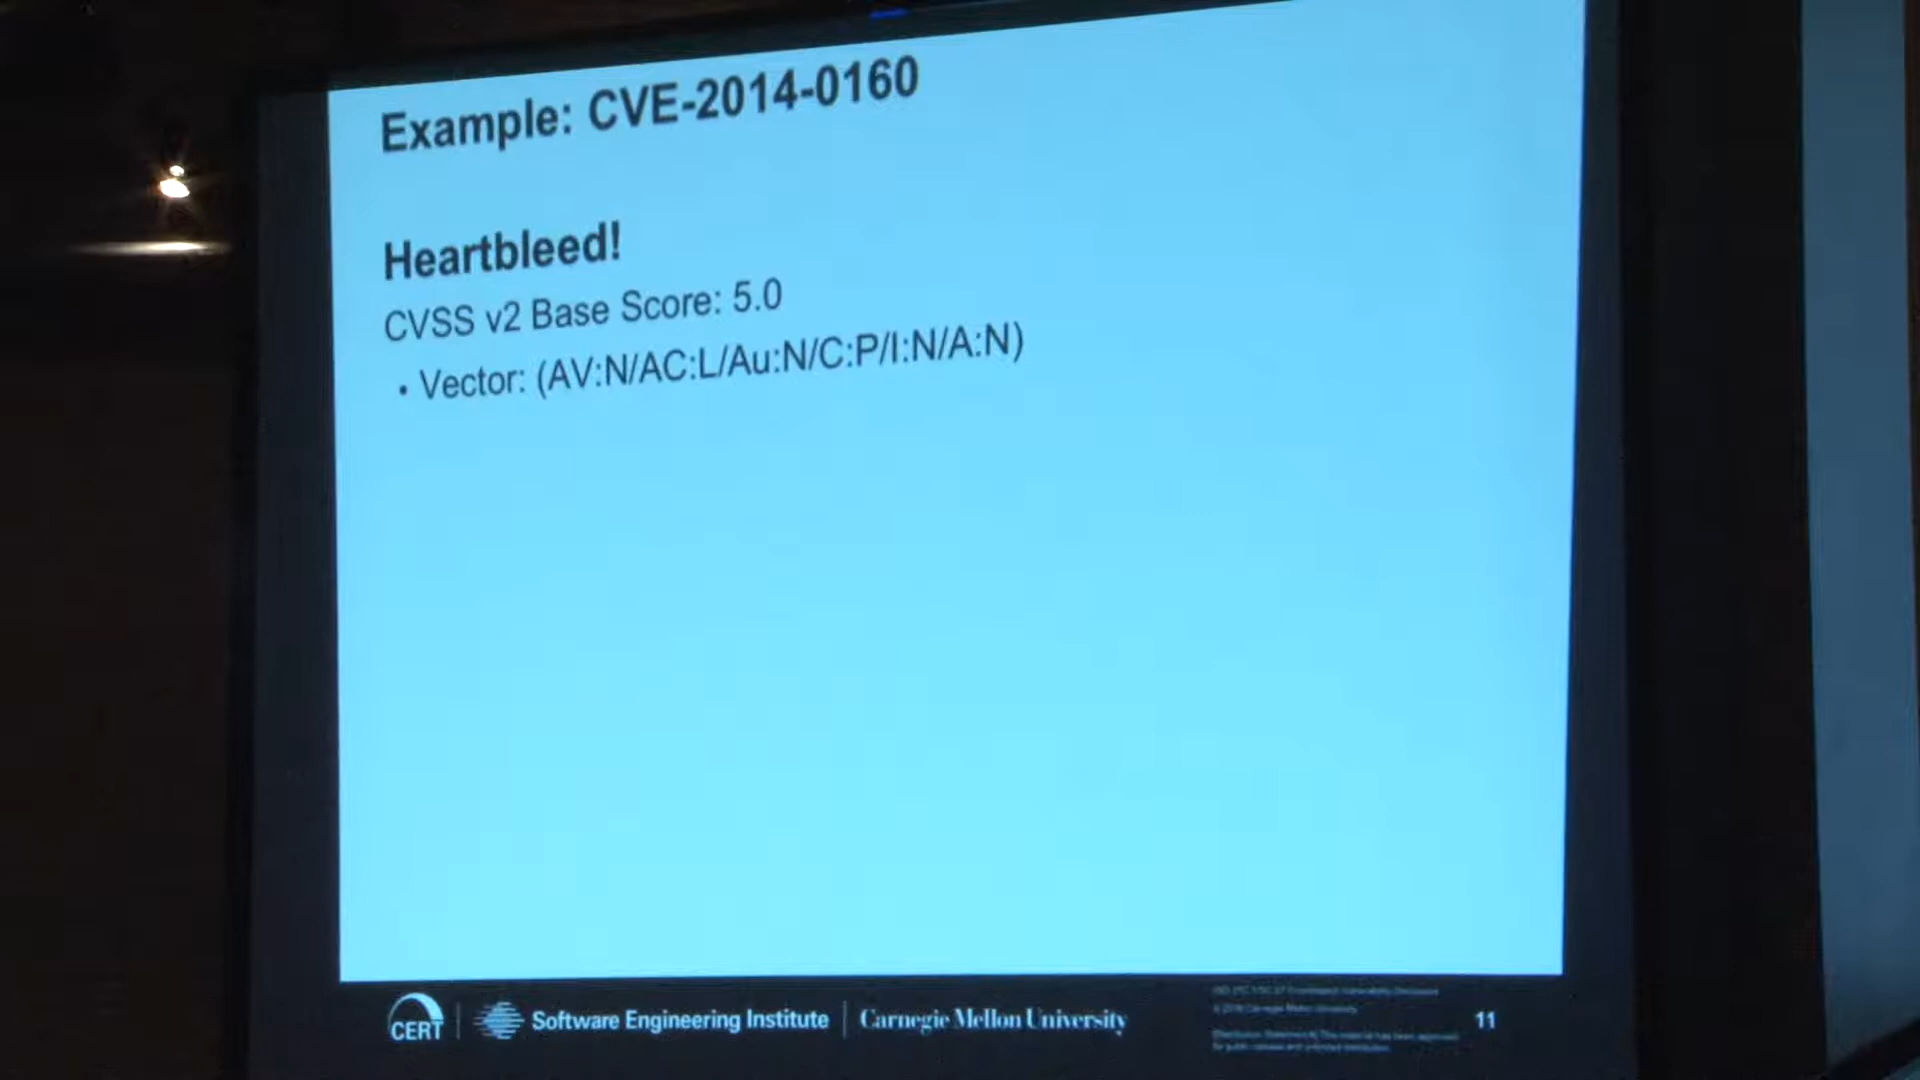 Example: CVE-2014-0160
Heartbleed!
CVSS v2 Base Score: 5.0
• Vector: (AV:N/AC:L/Au:N/C:P/I:N/A:N)
CERT
Software Engineering Institute
Carnegie Mellon University
11